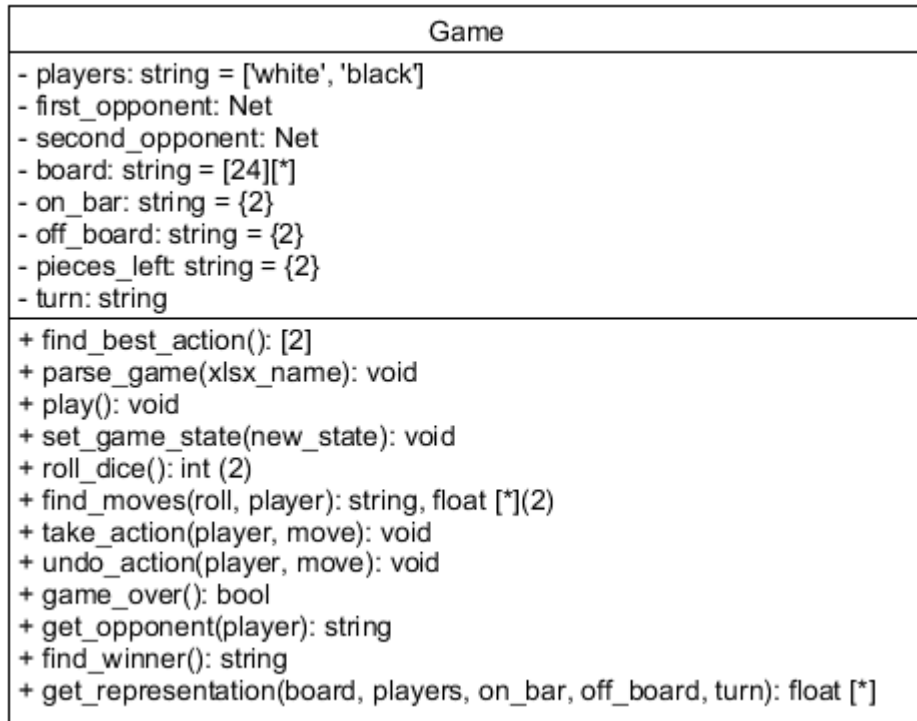 Game
- players: string = ['white', 'black']
- first_opponent: Net
- second_opponent: Net
- board: string = [24][*]
- on_bar: string = {2}
- off_board: string = {2}
- pieces_left: string = {2}
- turn: string
+ find_best_action(): [2]
+ parse_game(xlsx_name): void
+ play(): void
+ set_game_state(new_state): void
+ roll_dice(): int (2)
+ find_moves(roll, player): string, float [*](2)
+ take_action(player, move): void
+ undo_action(player, move): void
+ game_over(): bool
+ get_opponent(player): string
+ find_winner(): string
+ get_representation(board, players, on_bar, off_board, turn): float [*]